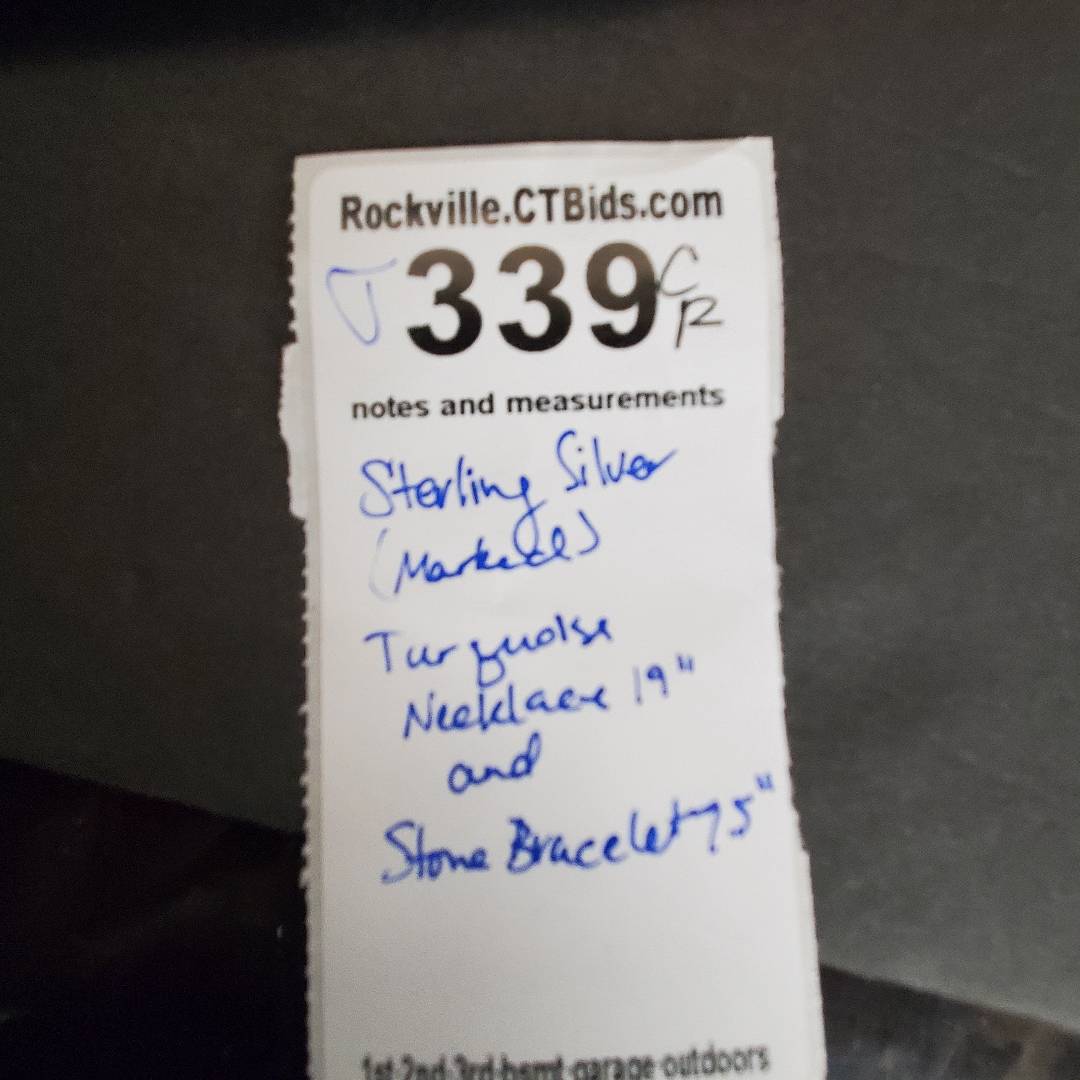 Rockville.CTBids.com
J 339 CR
notes and measurements
Sterling Silver
(Marked)
Turquoise
Necklace 19"
and
Stone Bracelet 7.5"
1st-2nd-3rd-bsmt-garage-outdoors